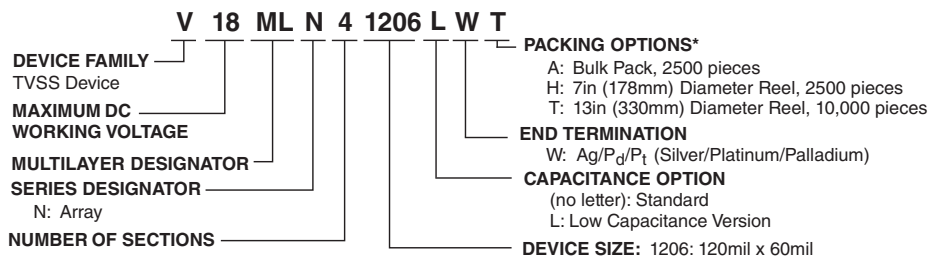 V 18 ML N 4 1206 L W T
DEVICE FAMILY
TVSS Device
MAXIMUM DC
WORKING VOLTAGE
MULTILAYER DESIGNATOR
SERIES DESIGNATOR
N: Array
NUMBER OF SECTIONS
PACKING OPTIONS*
A: Bulk Pack, 2500 pieces
H: 7in (178mm) Diameter Reel, 2500 pieces
T: 13in (330mm) Diameter Reel, 10,000 pieces
END TERMINATION
W: Ag/Pd/Pt (Silver/Platinum/Palladium)
CAPACITANCE OPTION
(no letter): Standard
L: Low Capacitance Version
DEVICE SIZE: 1206: 120mil x 60mil